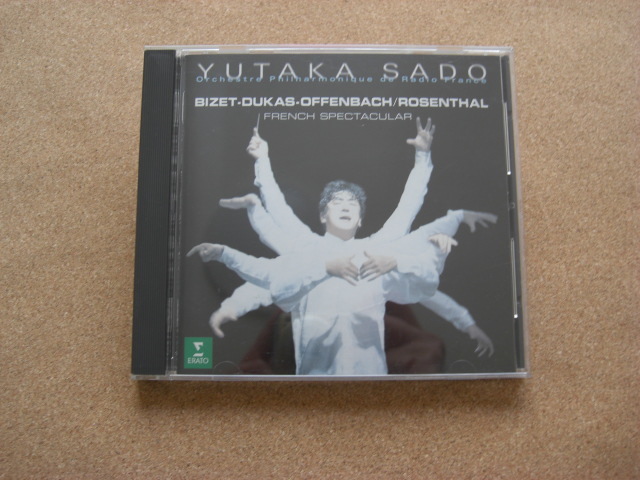 YUTAKA SADO
Orchestre Philharmonique de Radio France
BIZET-DUKAS-OFFENBACH/ROSENTHAL
FRENCH SPECTACULAR
ERATO